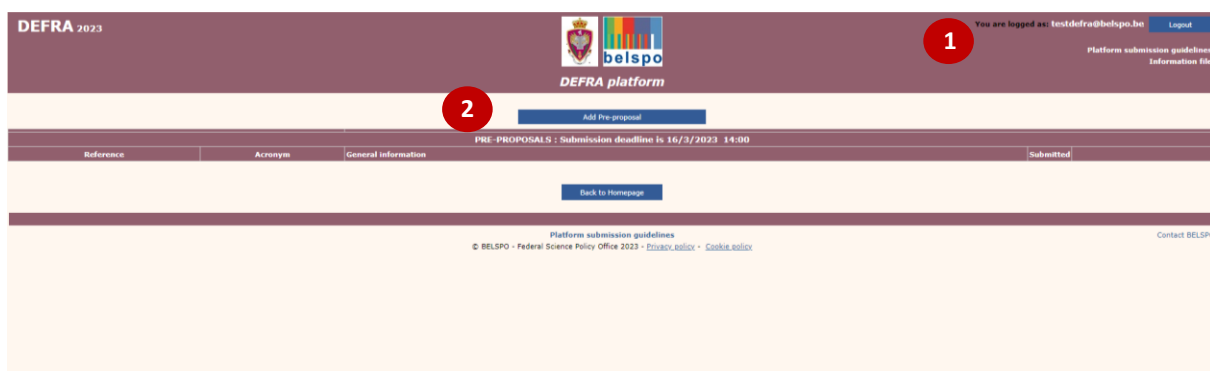 DEFRA 2023
1
You are logged as: testdefra@belspo.be Logout
Platform submission guidelines
Information file
belspo
DEFRA platform
2
Add Pre-proposal
PRE-PROPOSALS : Submission deadline is 16/3/2023 14:00
Reference Acronym General information Submitted
Back to Homepage
Platform submission guidelines
Contact BELSP
© BELSPO - Federal Science Policy Office 2023 - Privacy policy - Cookie policy